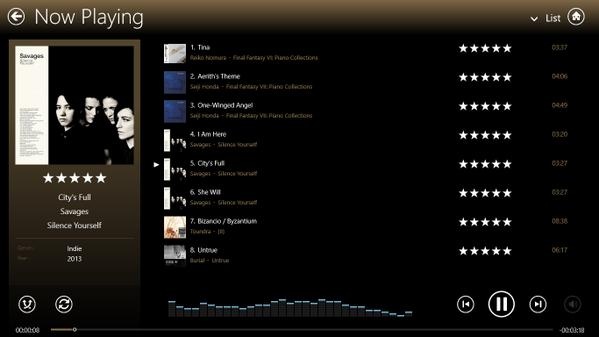 Now Playing
List
Savages
1. Tina
Reiko Nomura - Final Fantasy VII: Piano Collections
03:37
2. Aerith's Theme
Seiji Honda - Final Fantasy VII: Piano Collections
04:06
3. One-Winged Angel
Seiji Honda - Final Fantasy VII: Piano Collections
04:49
4. I Am Here
Savages - Silence Yourself
03:20
5. City's Full
Savages - Silence Yourself
03:27
6. She Will
Savages - Silence Yourself
03:27
7. Bizancio / Byzantium
Toundra - (III)
08:38
8. Untrue
Burial - Untrue
06:17
City's Full
Savages
Silence Yourself
Genre:
Indie
Year:
2013
00:00:08
-00:03:18